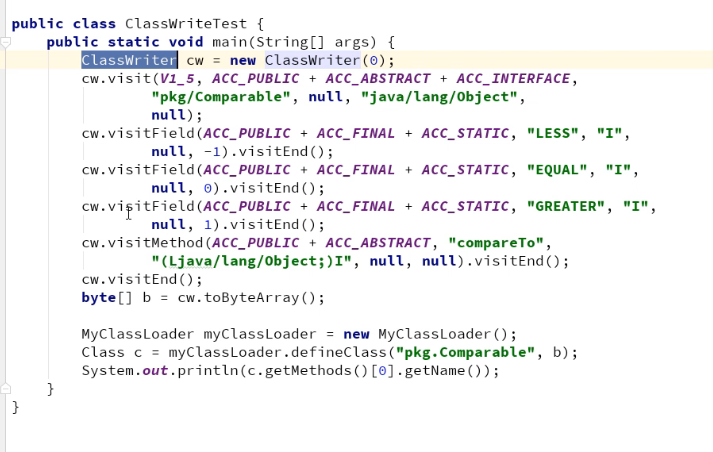 public class ClassWriteTest {
    public static void main(String[] args) {
        ClassWriter cw = new ClassWriter(0);
        cw.visit(V1_5, ACC_PUBLIC + ACC_ABSTRACT + ACC_INTERFACE,
                "pkg/Comparable", null, "java/lang/Object",
                null);
        cw.visitField(ACC_PUBLIC + ACC_FINAL + ACC_STATIC, "LESS", "I",
                null, -1).visitEnd();
        cw.visitField(ACC_PUBLIC + ACC_FINAL + ACC_STATIC, "EQUAL", "I",
                null, 0).visitEnd();
        cw.visitField(ACC_PUBLIC + ACC_FINAL + ACC_STATIC, "GREATER", "I",
                null, 1).visitEnd();
        cw.visitMethod(ACC_PUBLIC + ACC_ABSTRACT, "compareTo",
                "(Ljava/lang/Object;)I", null, null).visitEnd();
        cw.visitEnd();
        byte[] b = cw.toByteArray();

        MyClassLoader myClassLoader = new MyClassLoader();
        Class c = myClassLoader.defineClass("pkg.Comparable", b);
        System.out.println(c.getMethods()[0].getName());
    }
}